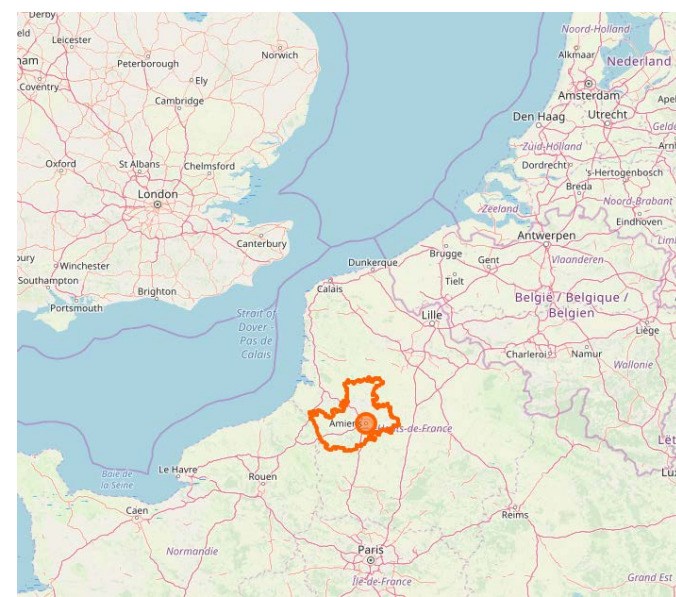 Derby
Leicester
Peterborough
Norwich
Noord-Holland
Alkmaar
Nederland
Ely
Coventry
Cambridge
Amsterdam
Den Haag
Utrecht
Zuid-Holland
Oxford
St Albans
Chelmsford
Dordrecht
's-Hertogenbosch
London
Breda
Noord-Brabant
Zeeland
Eindhoven
Canterbury
Antwerpen
Winchester
Dunkerque
Brugge
Gent
Vlaanderen
Southampton
Brighton
Calais
Tielt
Portsmouth
België / Belgique /
Belgien
Strait of
Dover -
Pas de
Calais
Lille
Liège
Charleroi
Namur
Wallonie
Amiens
Hauts-de-France
Baie de
la Seine
Le Havre
Rouen
Caen
Reims
Normandie
Paris
Île-de-France
Grand Est